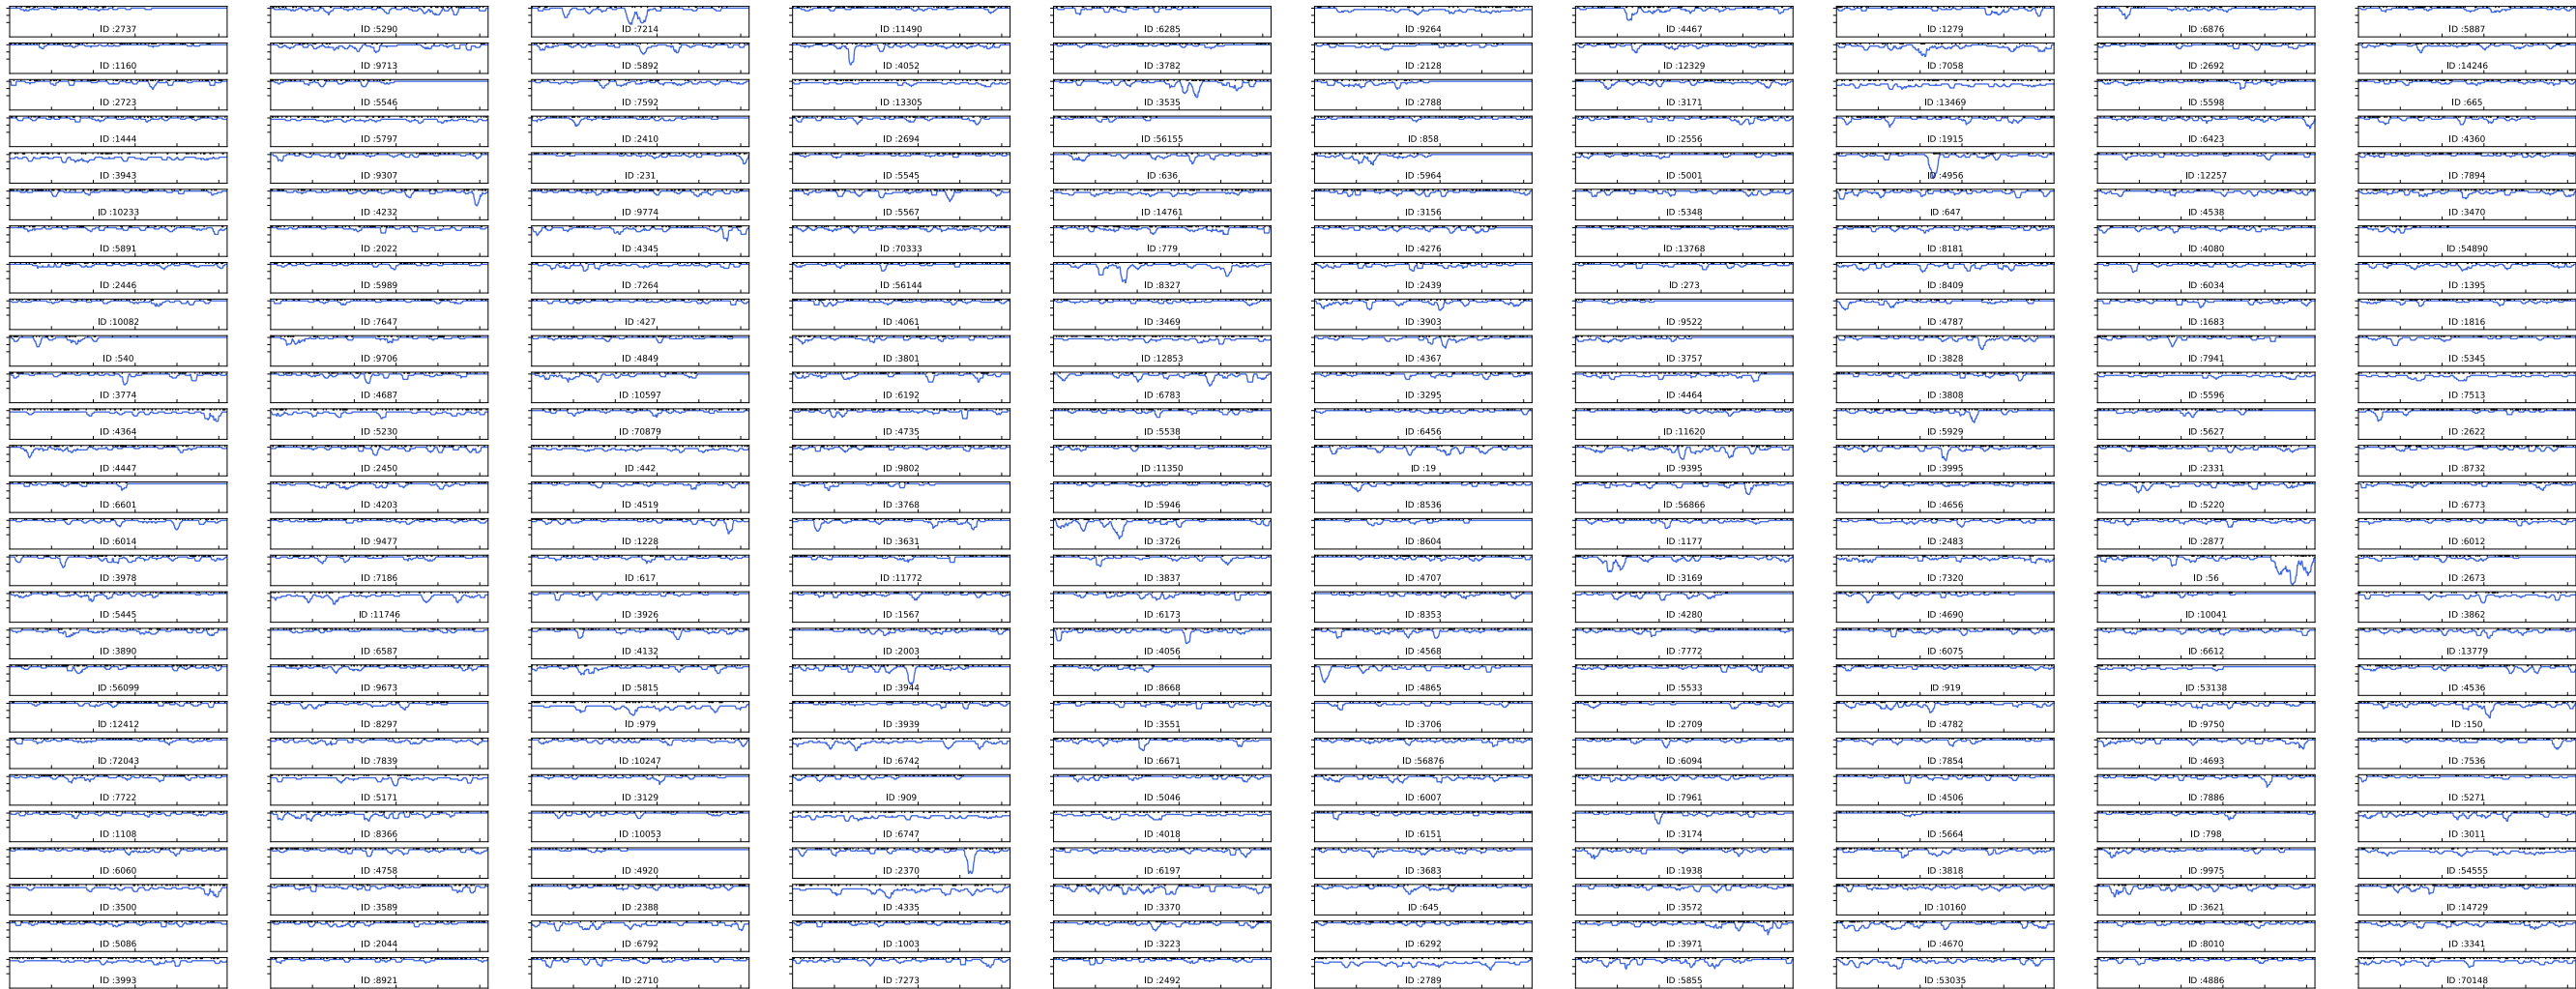 ID :2737 ID :5290 ID :7214 ID :11490 ID :6285 ID :9264 ID :4467 ID :1279 ID :6876 ID :5887
ID :1160 ID :9713 ID :5892 ID :4052 ID :3782 ID :2128 ID :12329 ID :7058 ID :2692 ID :14246
ID :2723 ID :5546 ID :7592 ID :13305 ID :3535 ID :2788 ID :3171 ID :13469 ID :5598 ID :665
ID :1444 ID :5797 ID :2410 ID :2694 ID :56155 ID :858 ID :2556 ID :1915 ID :6423 ID :4360
ID :3943 ID :9307 ID :231 ID :5545 ID :636 ID :5964 ID :5001 ID :4956 ID :12257 ID :7894
ID :10233 ID :4232 ID :9774 ID :5567 ID :14761 ID :3156 ID :5348 ID :647 ID :4538 ID :3470
ID :5891 ID :2022 ID :4345 ID :70333 ID :779 ID :4276 ID :13768 ID :8181 ID :4080 ID :54890
ID :2446 ID :5989 ID :7264 ID :56144 ID :8327 ID :2439 ID :273 ID :8409 ID :6034 ID :1395
ID :10082 ID :7647 ID :427 ID :4061 ID :3469 ID :3903 ID :9522 ID :4787 ID :1683 ID :1816
ID :540 ID :9706 ID :4849 ID :3801 ID :12853 ID :4367 ID :3757 ID :3828 ID :7941 ID :5345
ID :3774 ID :4687 ID :10597 ID :6192 ID :6783 ID :3295 ID :4464 ID :3808 ID :5596 ID :7513
ID :4364 ID :5230 ID :70879 ID :4735 ID :5538 ID :6456 ID :11620 ID :5929 ID :5627 ID :2622
ID :4447 ID :2450 ID :442 ID :9802 ID :11350 ID :19 ID :9395 ID :3995 ID :2331 ID :8732
ID :6601 ID :4203 ID :4519 ID :3768 ID :5946 ID :8536 ID :56866 ID :4656 ID :5220 ID :6773
ID :6014 ID :9477 ID :1228 ID :3631 ID :3726 ID :8604 ID :1177 ID :2483 ID :2877 ID :6012
ID :3978 ID :7186 ID :617 ID :11772 ID :3837 ID :4707 ID :3169 ID :7320 ID :56 ID :2673
ID :5445 ID :11746 ID :3926 ID :1567 ID :6173 ID :8353 ID :4280 ID :4690 ID :10041 ID :3862
ID :3890 ID :6587 ID :4132 ID :2003 ID :4056 ID :4568 ID :7772 ID :6075 ID :6612 ID :13779
ID :56099 ID :9673 ID :5815 ID :3944 ID :8668 ID :4865 ID :5533 ID :919 ID :53138 ID :4536
ID :12412 ID :8297 ID :979 ID :3939 ID :3551 ID :3706 ID :2709 ID :4782 ID :9750 ID :150
ID :72043 ID :7839 ID :10247 ID :6742 ID :6671 ID :56876 ID :6094 ID :7854 ID :4693 ID :7536
ID :7722 ID :5171 ID :3129 ID :909 ID :5046 ID :6007 ID :7961 ID :4506 ID :7886 ID :5271
ID :1108 ID :8366 ID :10053 ID :6747 ID :4018 ID :6151 ID :3174 ID :5664 ID :798 ID :3011
ID :6060 ID :4758 ID :4920 ID :2370 ID :6197 ID :3683 ID :1938 ID :3818 ID :9975 ID :54555
ID :3500 ID :3589 ID :2388 ID :4335 ID :3370 ID :645 ID :3572 ID :10160 ID :3621 ID :14729
ID :5086 ID :2044 ID :6792 ID :1003 ID :3223 ID :6292 ID :3971 ID :4670 ID :8010 ID :3341
ID :3993 ID :8921 ID :2710 ID :7273 ID :2492 ID :2789 ID :5855 ID :53035 ID :4886 ID :70148